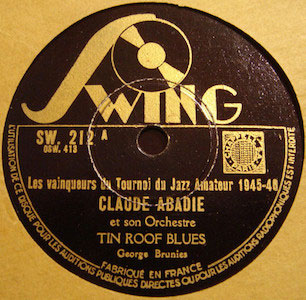 SWING
SW. 212 A
OSW. 413
Les vainqueurs du Tournoi du Jazz Amateur 1945-46
CLAUDE ABADIE
et son Orchestre
TIN ROOF BLUES
George Brunies
FABRIQUÉ EN FRANCE
L'UTILISATION DE CE DISQUE POUR LES AUDITIONS PUBLIQUES DIRECTES OU POUR LES AUDITIONS RADIOPHONIQUES EST INTERDITE